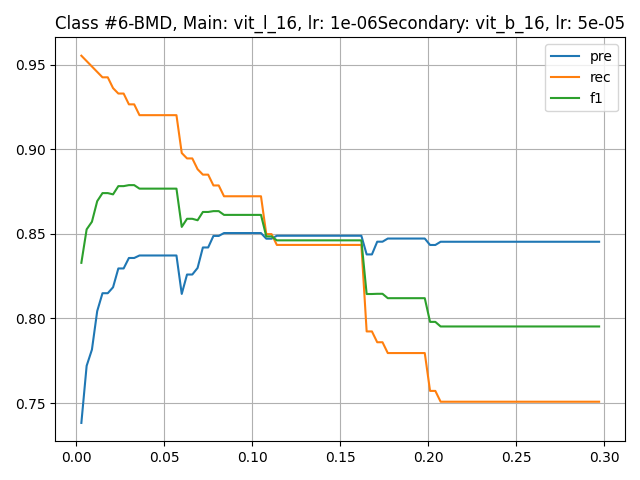 Class #6-BMD, Main: vit_l_16, lr: 1e-06Secondary: vit_b_16, lr: 5e-05
pre
rec
f1
0.95
0.90
0.85
0.80
0.75
0.00 0.05 0.10 0.15 0.20 0.25 0.30